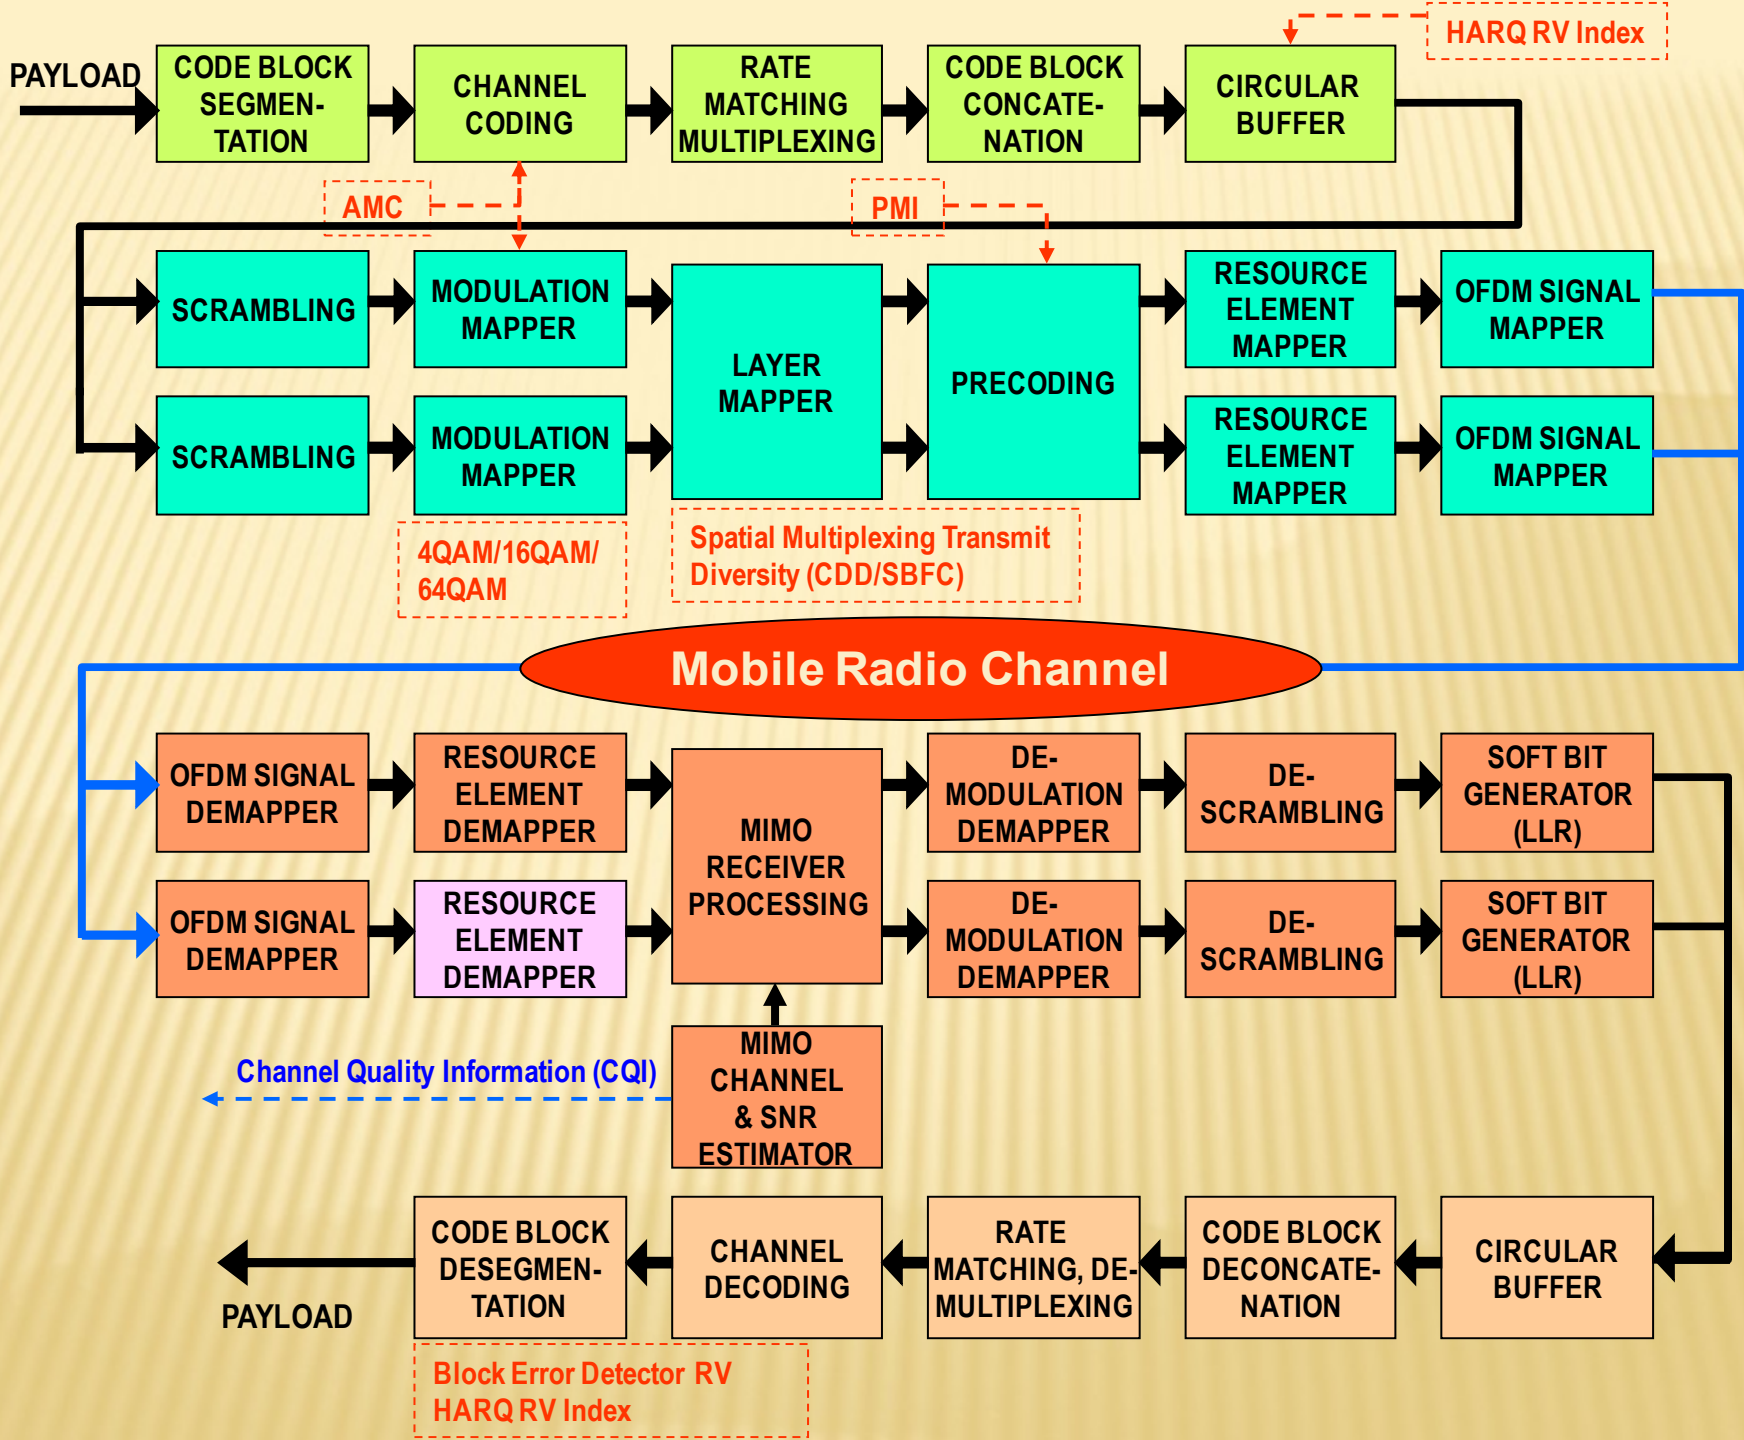 HARQ RV Index
PAYLOAD
CODE BLOCK
SEGMEN-
TATION
CHANNEL
CODING
RATE
MATCHING
MULTIPLEXING
CODE BLOCK
CONCATE-
NATION
CIRCULAR
BUFFER
AMC
PMI
SCRAMBLING
MODULATION
MAPPER
LAYER
MAPPER
PRECODING
RESOURCE
ELEMENT
MAPPER
OFDM SIGNAL
MAPPER
SCRAMBLING
MODULATION
MAPPER
RESOURCE
ELEMENT
MAPPER
OFDM SIGNAL
MAPPER
4QAM/16QAM/
64QAM
Spatial Multiplexing Transmit
Diversity (CDD/SBFC)
Mobile Radio Channel
OFDM SIGNAL
DEMAPPER
RESOURCE
ELEMENT
DEMAPPER
MIMO
RECEIVER
PROCESSING
DE-
MODULATION
DEMAPPER
DE-
SCRAMBLING
SOFT BIT
GENERATOR
(LLR)
OFDM SIGNAL
DEMAPPER
RESOURCE
ELEMENT
DEMAPPER
DE-
MODULATION
DEMAPPER
DE-
SCRAMBLING
SOFT BIT
GENERATOR
(LLR)
Channel Quality Information (CQI)
MIMO
CHANNEL
& SNR
ESTIMATOR
PAYLOAD
CODE BLOCK
DESEGMEN-
TATION
CHANNEL
DECODING
RATE
MATCHING, DE-
MULTIPLEXING
CODE BLOCK
DECONCATE-
NATION
CIRCULAR
BUFFER
Block Error Detector RV
HARQ RV Index